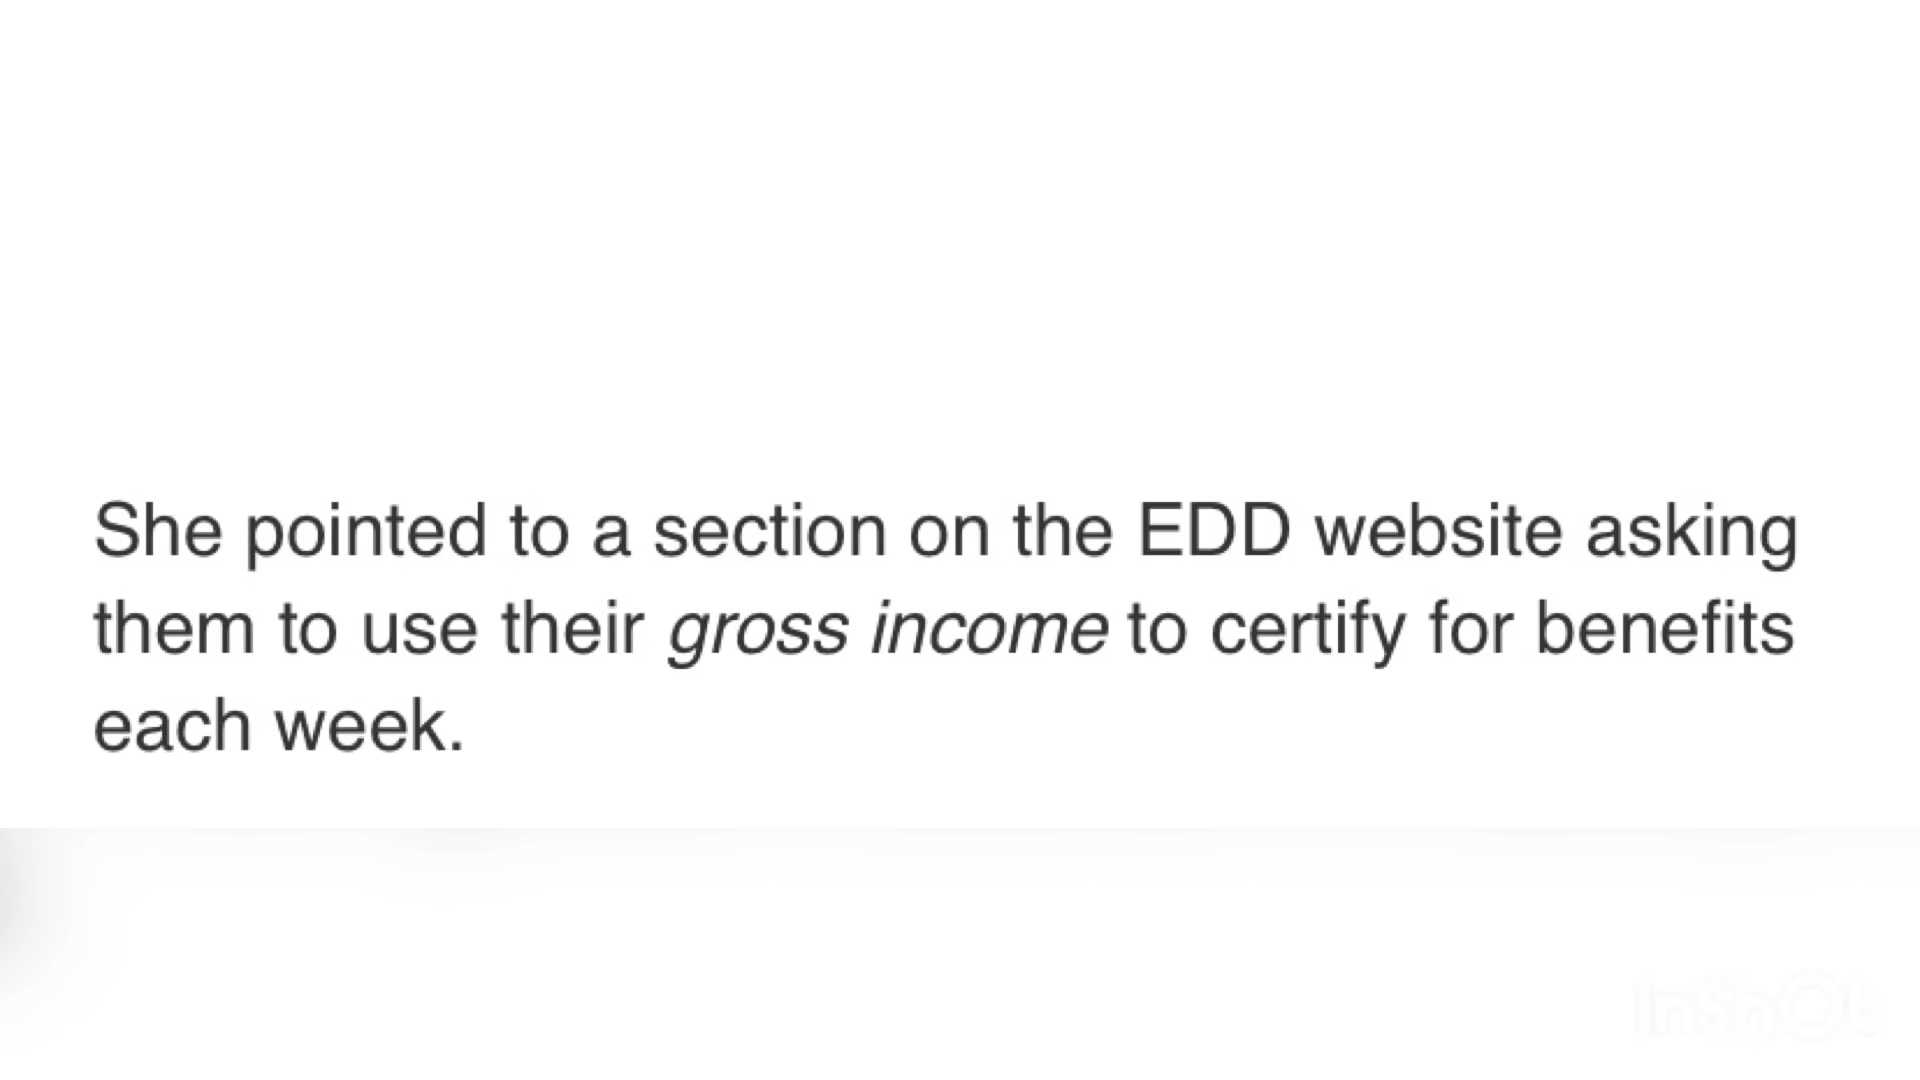 She pointed to a section on the EDD website asking
them to use their gross income to certify for benefits
each week.
InShOt